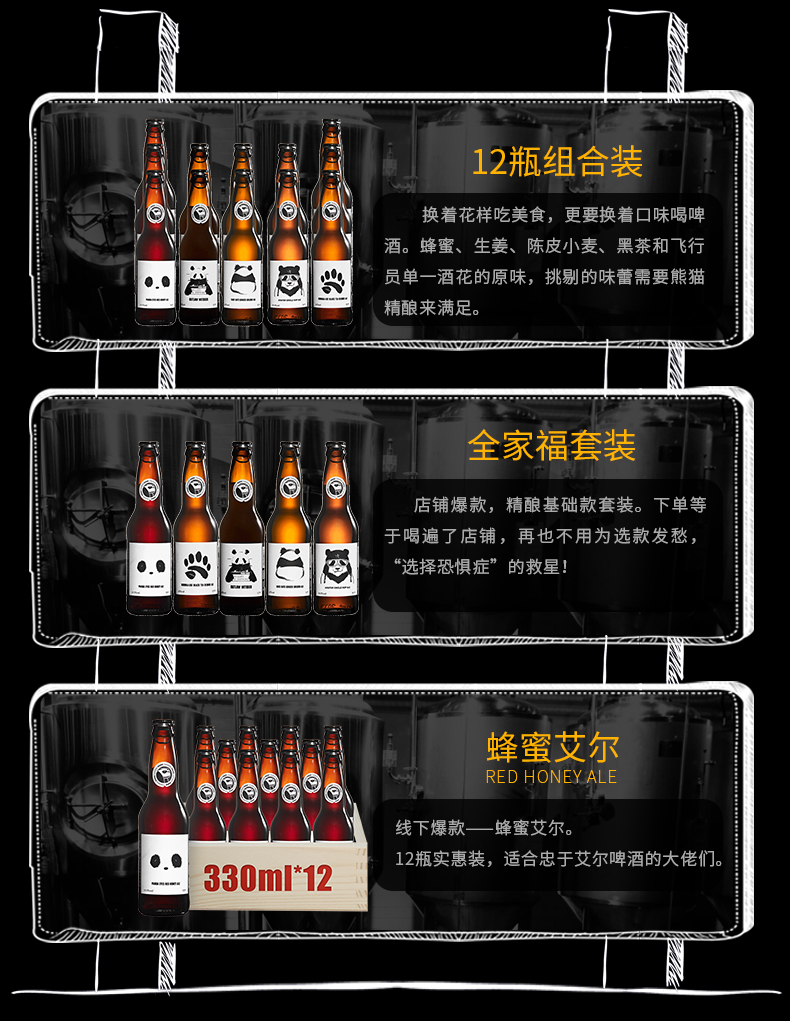 12瓶组合装
换着花样吃美食，更要换着口味喝啤
酒。蜂蜜、生姜、陈皮小麦、黑茶和飞行
员单一酒花的原味，挑剔的味蕾需要熊猫
精酿来满足。
全家福套装
店铺爆款，精酿基础款套装。下单等
于喝遍了店铺，再也不用为选款发愁，
“选择恐惧症”的救星！
蜂蜜艾尔
RED HONEY ALE
线下爆款——蜂蜜艾尔。
12瓶实惠装，适合忠于艾尔啤酒的大佬们。
330ml*12